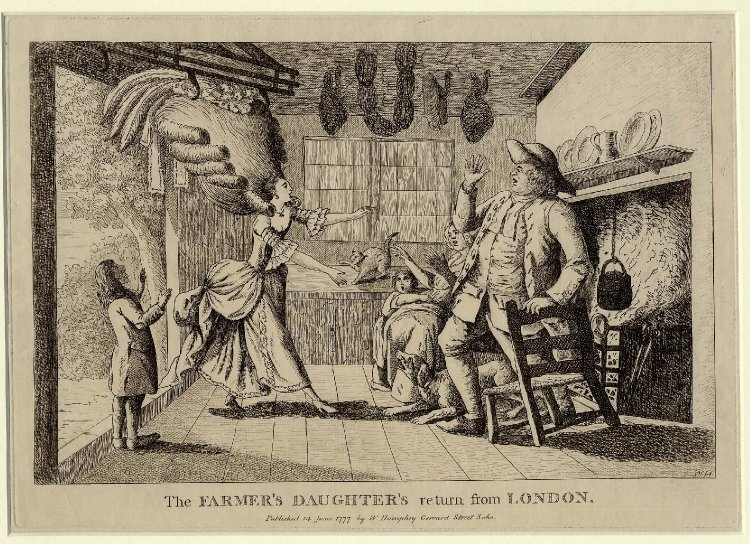 The FARMER'S DAUGHTER'S return from LONDON.
Published 14 June 1777 by W Humphrey Gerrard Street Soho.